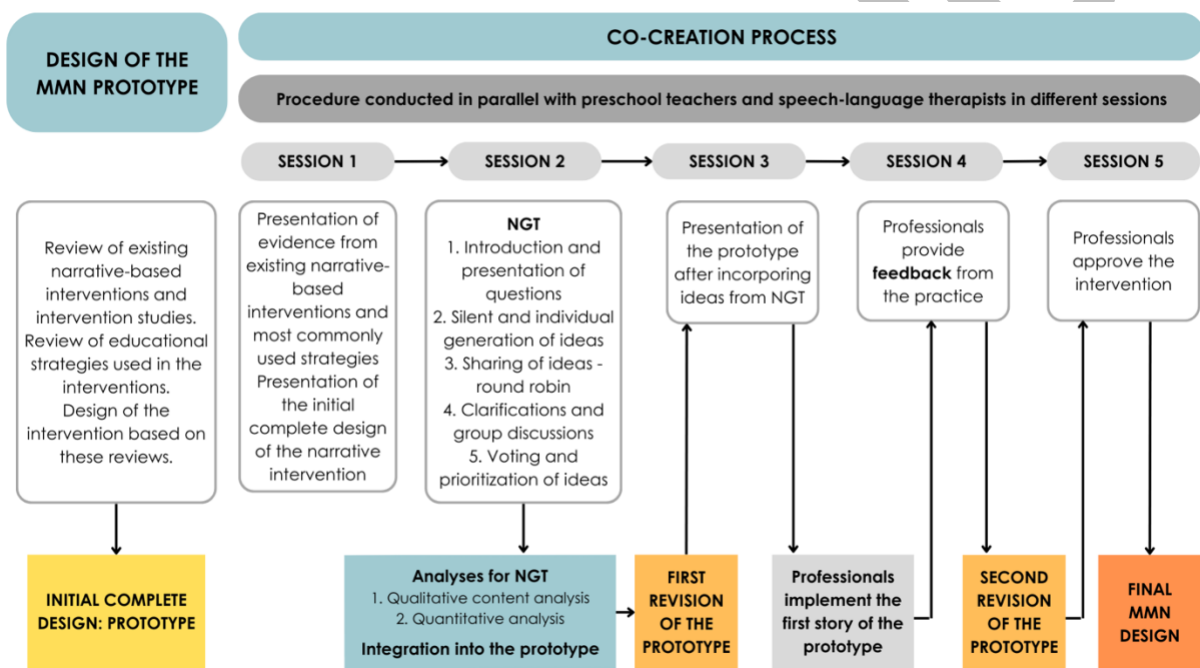 DESIGN OF THE
MMN PROTOTYPE
CO-CREATION PROCESS
Procedure conducted in parallel with preschool teachers and speech-language therapists in different sessions
SESSION 1
SESSION 2
SESSION 3
SESSION 4
SESSION 5
Review of existing
narrative-based
interventions and
intervention studies.
Review of educational
strategies used in the
interventions.
Design of the
intervention based on
these reviews.
Presentation of
evidence from
existing narrative-
based
interventions and
most commonly
used strategies
Presentation of
the initial
complete design
of the narrative
intervention
NGT
1. Introduction and
presentation of
questions
2. Silent and individual
generation of ideas
3. Sharing of ideas -
round robin
4. Clarifications and
group discussions
5. Voting and
prioritization of ideas
Presentation of
the prototype
after incorporing
ideas from NGT
Professionals
provide
feedback from
the practice
Professionals
approve the
intervention
INITIAL COMPLETE
DESIGN: PROTOTYPE
Analyses for NGT
1. Qualitative content analysis
2. Quantitative analysis
Integration into the prototype
FIRST
REVISION
OF THE
PROTOTYPE
Professionals
implement the
first story of the
prototype
SECOND
REVISION
OF THE
PROTOTYPE
FINAL
MMN
DESIGN